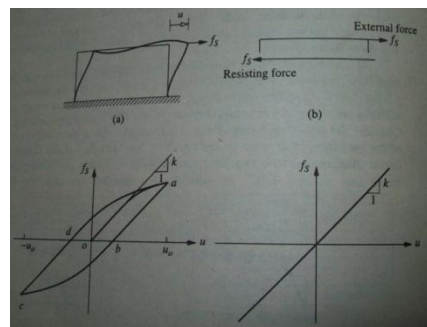 u
f_S
(a)
External force
f_S
f_S
Resisting force
(b)
f_S
k
1
a
d
o
b
-u_o
u_o
u
c
f_S
k
1
u